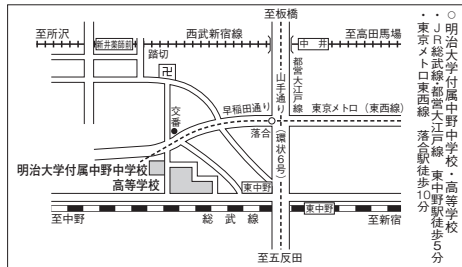 ○明治大学付属中野中学校・高等学校
・JR総武線・都営大江戸線 東中野駅徒歩5分
・東京メトロ東西線 落合駅徒歩10分
至板橋
至所沢
新井薬師前
西武新宿線
中井
至高田馬場
踏切
卍
山手通り(環状6号)
都営大江戸線
交番
早稲田通り
東京メトロ(東西線)
落合
明治大学付属中野中学校
高等学校
東中野
東中野
至中野
総武線
至新宿
至五反田